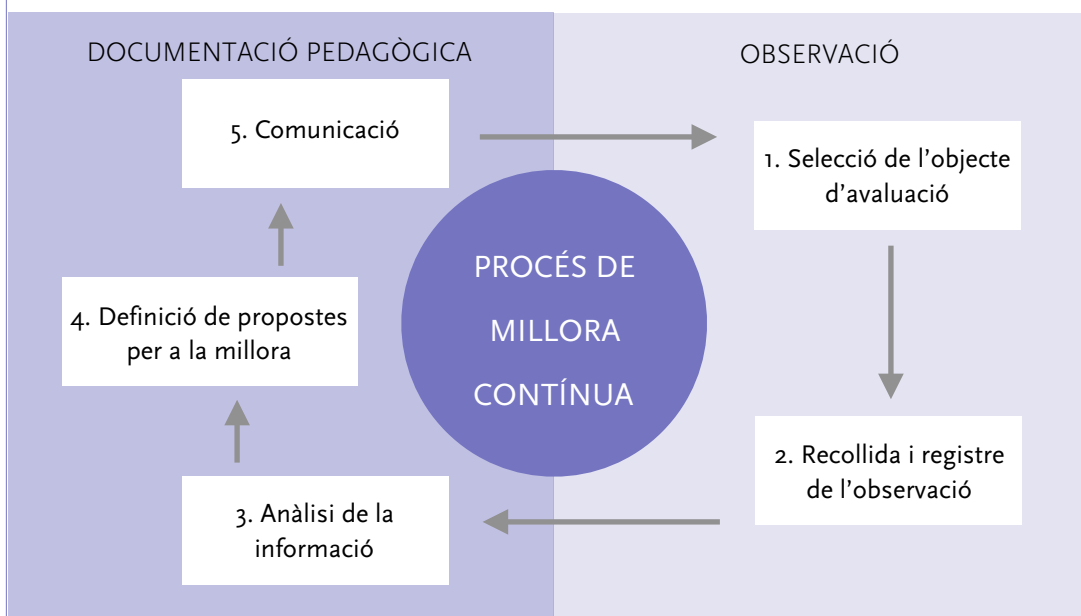 DOCUMENTACIÓ PEDAGÒGICA
OBSERVACIÓ
5. Comunicació
1. Selecció de l’objecte
d’avaluació
PROCÉS DE
MILLORA
CONTÍNUA
4. Definició de propostes
per a la millora
2. Recollida i registre
de l’observació
3. Anàlisi de la
informació